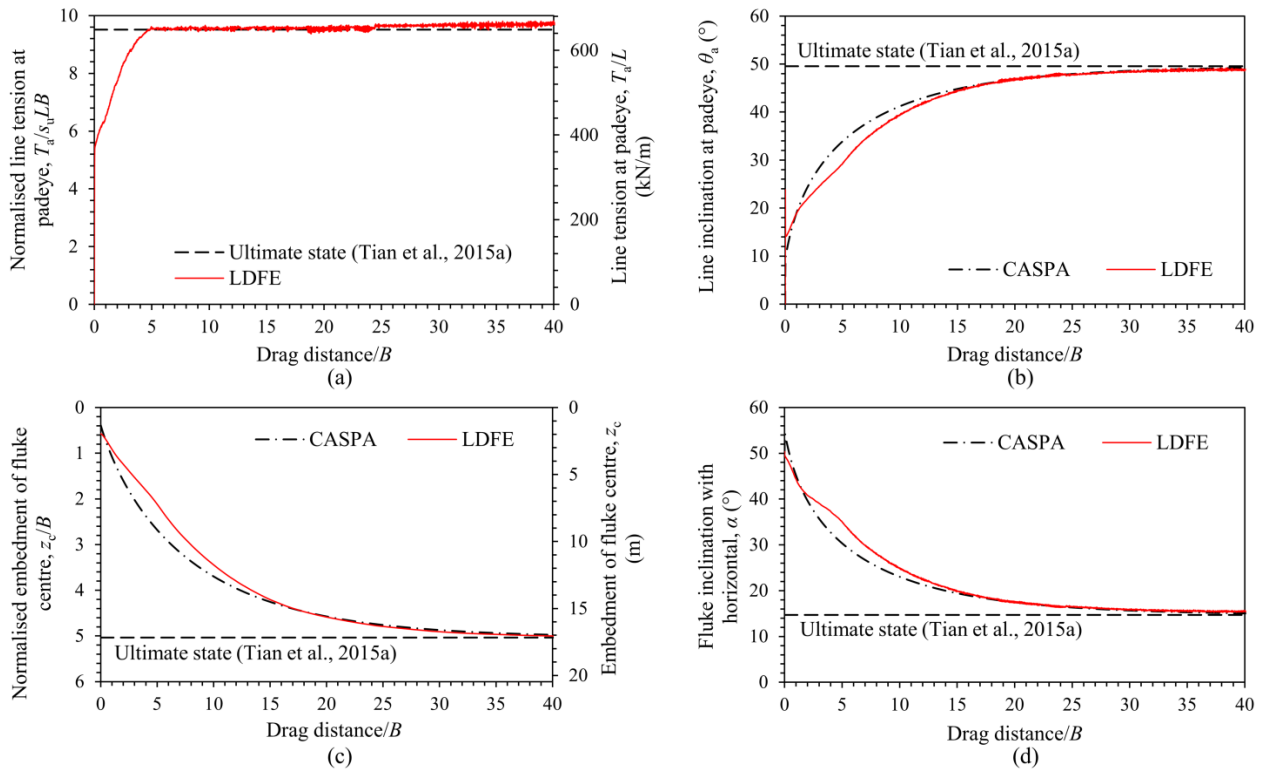 Normalised line tension at
padeye, Ta/suLB
10
8
6
4
2
0
600
400
200
0
Line tension at padeye, Ta/L
(kN/m)
Ultimate state (Tian et al., 2015a)
LDFE
0 5 10 15 20 25 30 35 40
Drag distance/B
(a)
Line inclination at padeye, θa (°)
60
50
40
30
20
10
0
Ultimate state (Tian et al., 2015a)
CASPA LDFE
0 5 10 15 20 25 30 35 40
Drag distance/B
(b)
Normalised embedment of fluke
centre, zc/B
0
1
2
3
4
5
6
0
5
10
15
20
Embedment of fluke centre, zc
(m)
CASPA LDFE
Ultimate state (Tian et al., 2015a)
0 5 10 15 20 25 30 35 40
Drag distance/B
(c)
Fluke inclination with
horizontal, α (°)
60
50
40
30
20
10
0
CASPA LDFE
Ultimate state (Tian et al., 2015a)
0 5 10 15 20 25 30 35 40
Drag distance/B
(d)